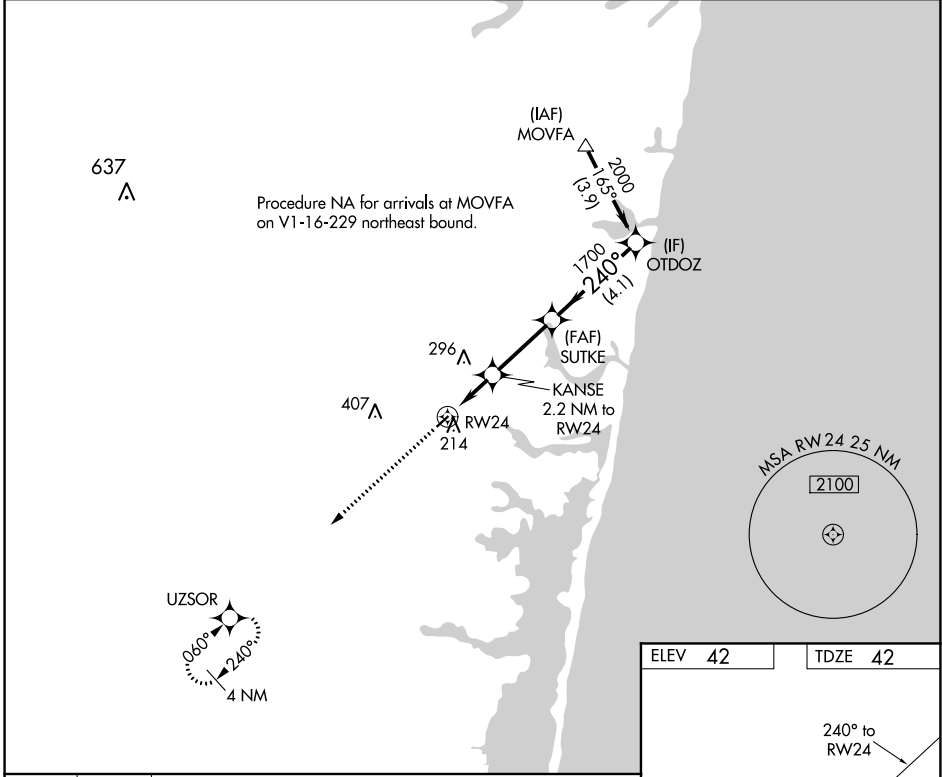 (IAF)
MOVFA
637
2000
165°
(3.9)
Procedure NA for arrivals at MOVFA
on V1-16-229 northeast bound.
(IF)
OTDOZ
1700
240°
(4.1)
(FAF)
SUTKE
296
KANSE
2.2 NM to
RW24
407
RW24
214
MSA RW24 25 NM
2100
UZSOR
060°
240°
4 NM
ELEV 42
TDZE 42
240° to
RW24